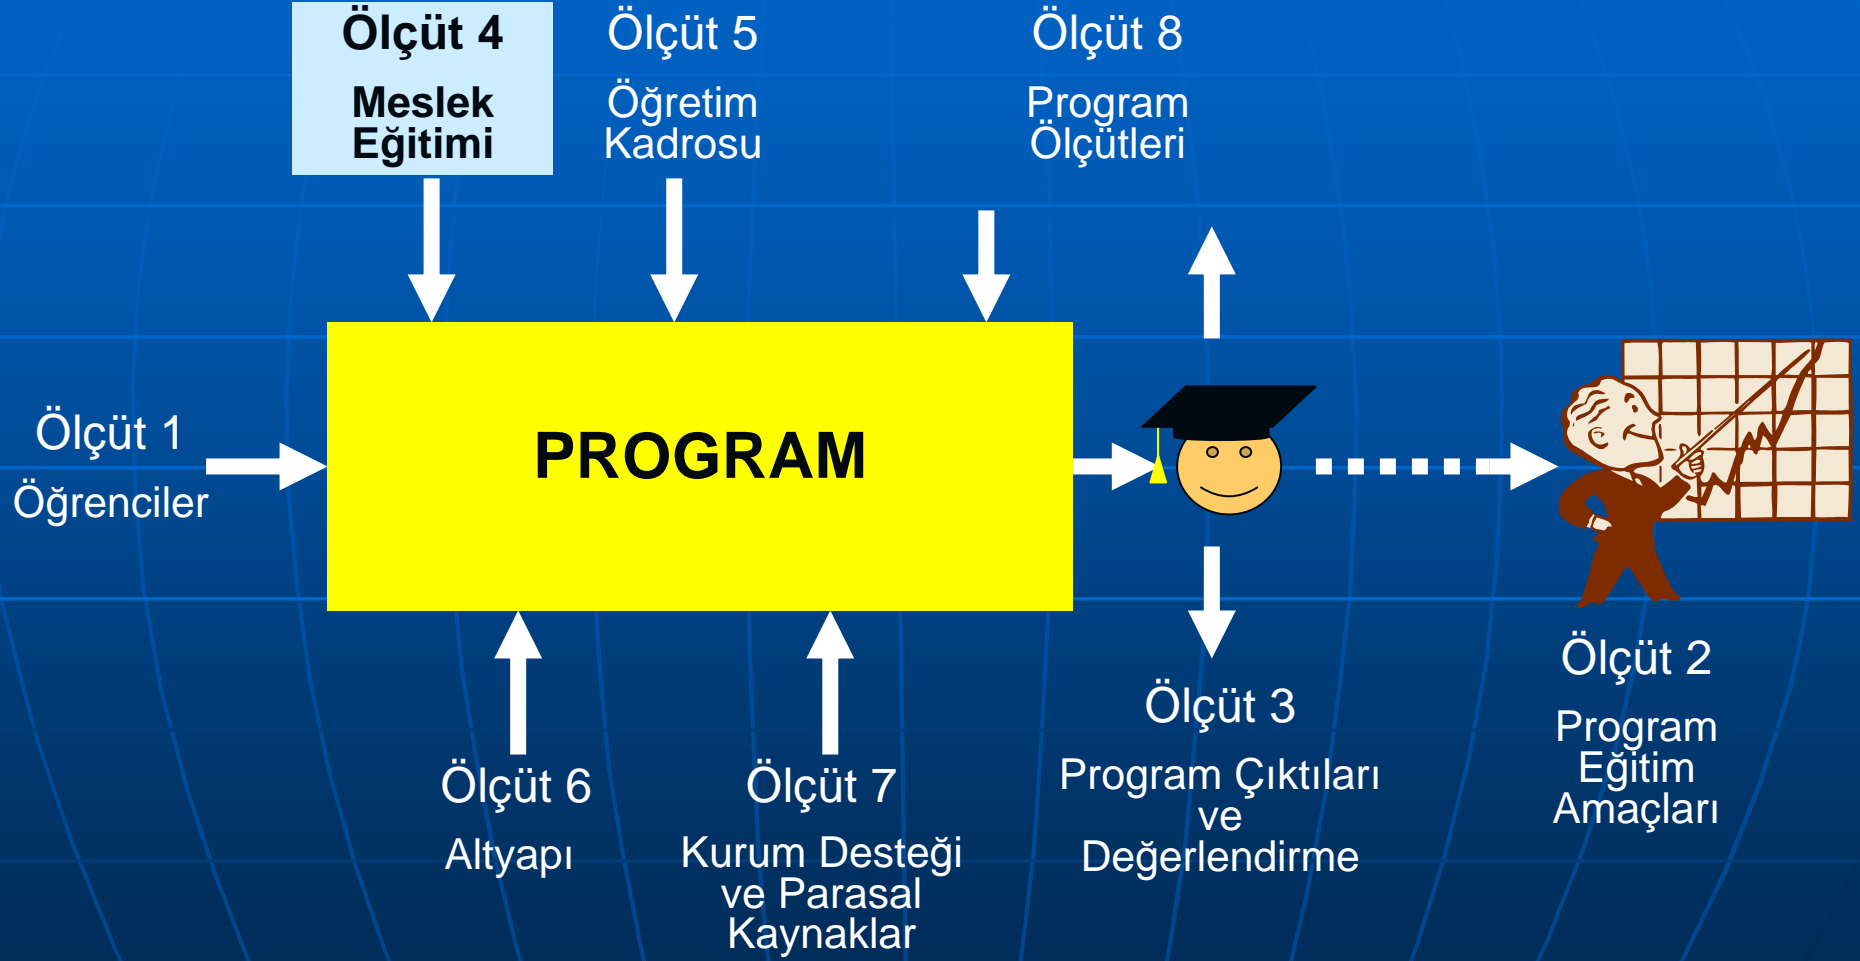 Ölçüt 4
Meslek
Eğitimi
Ölçüt 5
Öğretim
Kadrosu
Ölçüt 8
Program
Ölçütleri
Ölçüt 1
Öğrenciler
PROGRAM
Ölçüt 6
Altyapı
Ölçüt 7
Kurum Desteği
ve Parasal
Kaynaklar
Ölçüt 3
Program Çıktıları
ve
Değerlendirme
Ölçüt 2
Program
Eğitim
Amaçları